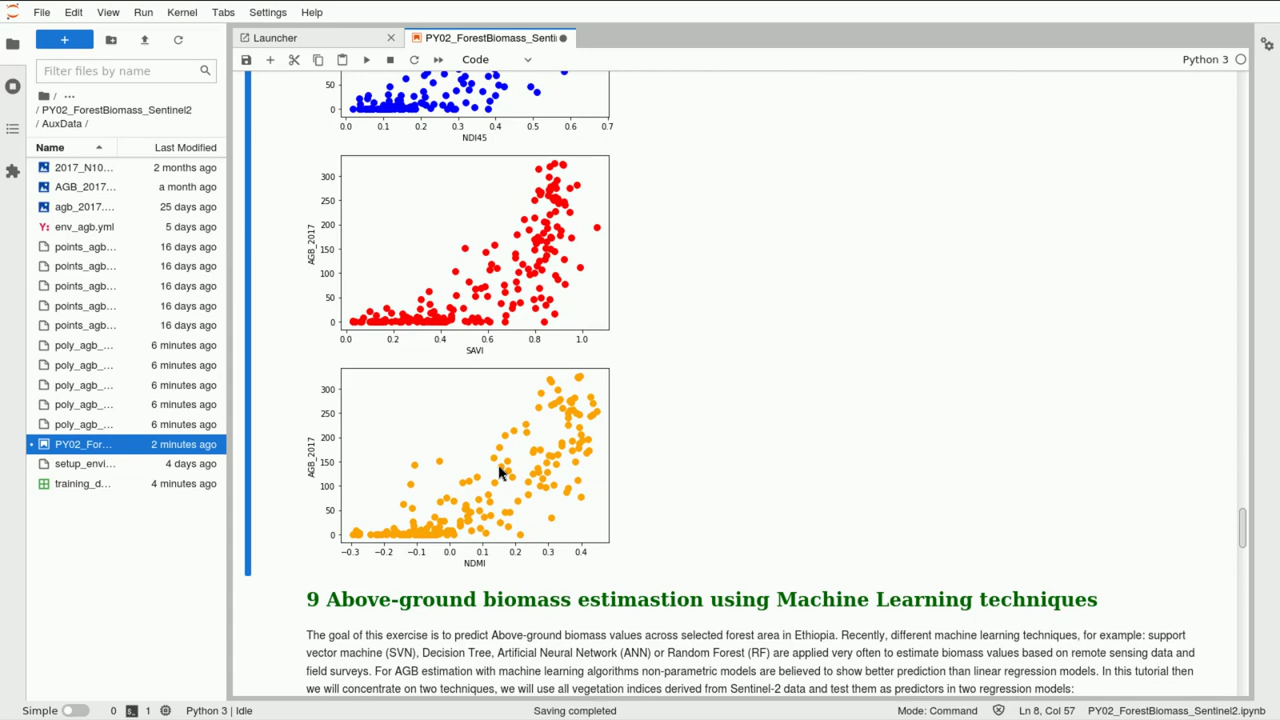 File Edit View Run Kernel Tabs Settings Help
Launcher
PY02_ForestBiomass_Senti
Filter files by name
Code
Python 3
/ ...
/ PY02_ForestBiomass_Sentinel2
/ AuxData /
Name Last Modified
2017_N10... 2 months ago
AGB_2017... a month ago
agb_2017.... 25 days ago
Y: env_agb.yml 5 days ago
points_agb... 16 days ago
points_agb... 16 days ago
points_agb... 16 days ago
points_agb... 16 days ago
points_agb... 16 days ago
poly_agb_... 6 minutes ago
poly_agb_... 6 minutes ago
poly_agb_... 6 minutes ago
poly_agb_... 6 minutes ago
poly_agb_... 6 minutes ago
PY02_For... 2 minutes ago
setup_envi... 4 days ago
training_d... 4 minutes ago
50
0
0.0 0.1 0.2 0.3 0.4 0.5 0.6 0.7
NDI45
300
250
200
150
100
50
0
AGB_2017
0.0 0.2 0.4 0.6 0.8 1.0
SAVI
300
250
200
150
100
50
0
AGB_2017
−0.3 −0.2 −0.1 0.0 0.1 0.2 0.3 0.4
NDMI
9 Above-ground biomass estimastion using Machine Learning techniques
The goal of this exercise is to predict Above-ground biomass values across selected forest area in Ethiopia. Recently, different machine learning techniques, for example: support
vector machine (SVN), Decision Tree, Artificial Neural Network (ANN) or Random Forest (RF) are applied very often to estimate biomass values based on remote sensing data and
field surveys. For AGB estimation with machine learning algorithms non-parametric models are believed to show better prediction than linear regression models. In this tutorial then
we will concentrate on two techniques, we will use all vegetation indices derived from Sentinel-2 data and test them as predictors in two regression models:
Simple 0 1 Python 3 | Idle Saving completed Mode: Command Ln 8, Col 57 PY02_ForestBiomass_Sentinel2.ipynb